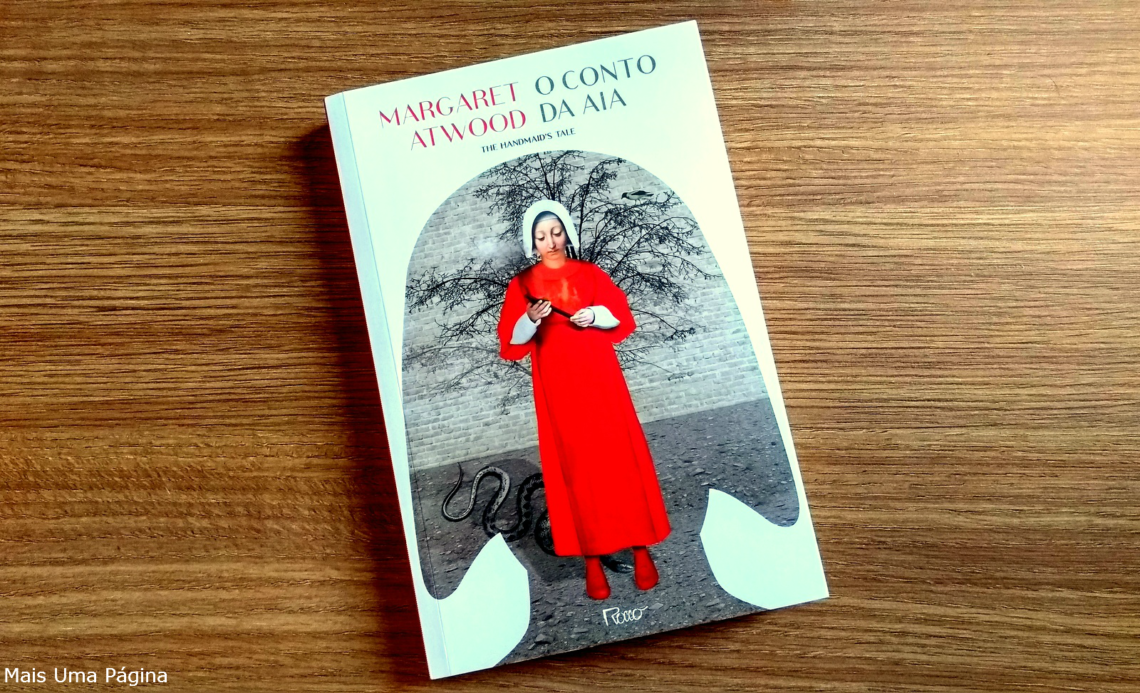 MARGARET
ATWOOD
O CONTO
DA AIA
THE HANDMAID'S TALE
Rocco
Mais Uma Página